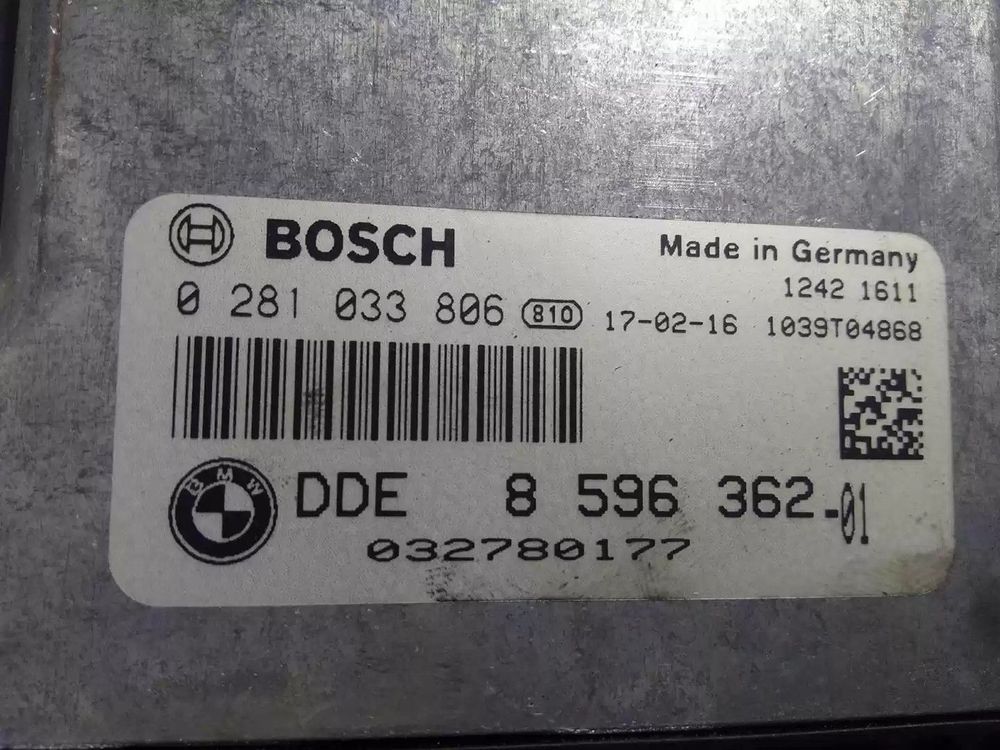 BOSCH
Made in Germany
1242 1611
0 281 033 806 810 17-02-16 1039T04868
BMW
DDE 8 596 362-01
032780177